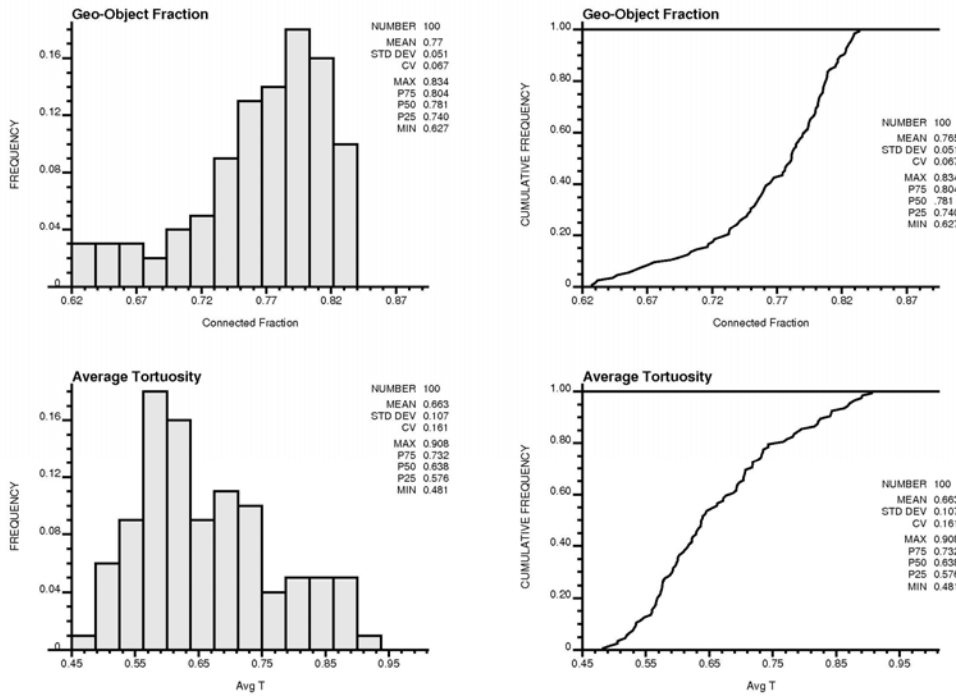 Geo-Object Fraction
NUMBER 100
MEAN 0.77
STD DEV 0.051
CV 0.067
MAX 0.834
P75 0.804
P50 0.781
P25 0.740
MIN 0.627
FREQUENCY
0.16
0.12
0.08
0.04
0
0.62 0.67 0.72 0.77 0.82 0.87
Connected Fraction
Geo-Object Fraction
1.00
0.80
0.60
0.40
0.20
0
CUMULATIVE FREQUENCY
NUMBER 100
MEAN 0.765
STD DEV 0.051
CV 0.067
MAX 0.834
P75 0.804
P50 .781
P25 0.740
MIN 0.627
0.62 0.67 0.72 0.77 0.82 0.87
Connected Fraction
Average Tortuosity
NUMBER 100
MEAN 0.663
STD DEV 0.107
CV 0.161
MAX 0.908
P75 0.732
P50 0.638
P25 0.576
MIN 0.481
FREQUENCY
0.16
0.12
0.08
0.04
0
0.45 0.55 0.65 0.75 0.85 0.95
Avg T
Average Tortuosity
1.00
0.80
0.60
0.40
0.20
0
CUMULATIVE FREQUENCY
NUMBER 100
MEAN 0.663
STD DEV 0.107
CV 0.161
MAX 0.908
P75 0.732
P50 0.638
P25 0.576
MIN 0.481
0.45 0.55 0.65 0.75 0.85 0.95
Avg T